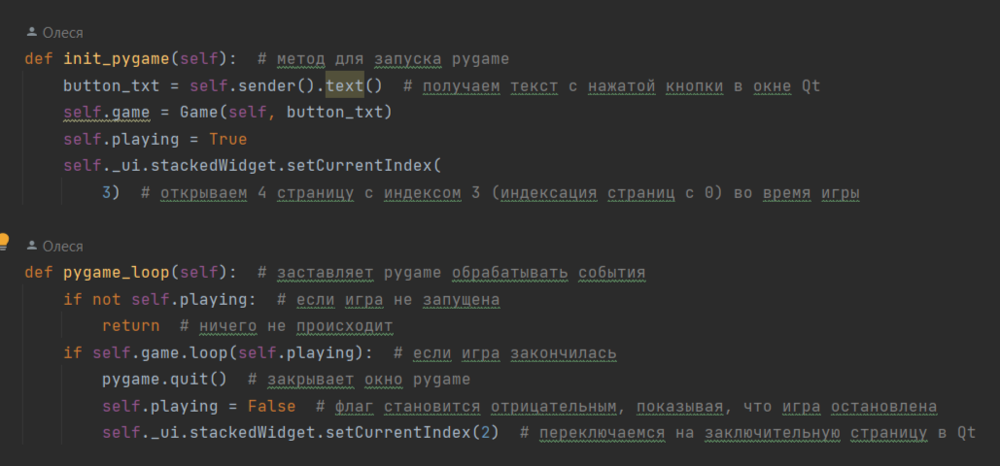 Олеся
def init_pygame(self):  # метод для запуска pygame
    button_txt = self.sender().text()  # получаем текст с нажатой кнопки в окне Qt
    self.game = Game(self, button_txt)
    self.playing = True
    self._ui.stackedWidget.setCurrentIndex(
        3)  # открываем 4 страницу с индексом 3 (индексация страниц с 0) во время игры
Олеся
def pygame_loop(self):  # заставляет pygame обрабатывать события
    if not self.playing:  # если игра не запущена
        return  # ничего не происходит
    if self.game.loop(self.playing):  # если игра закончилась
        pygame.quit()  # закрывает окно pygame
        self.playing = False  # флаг становится отрицательным, показывая, что игра остановлена
        self._ui.stackedWidget.setCurrentIndex(2)  # переключаемся на заключительную страницу в Qt